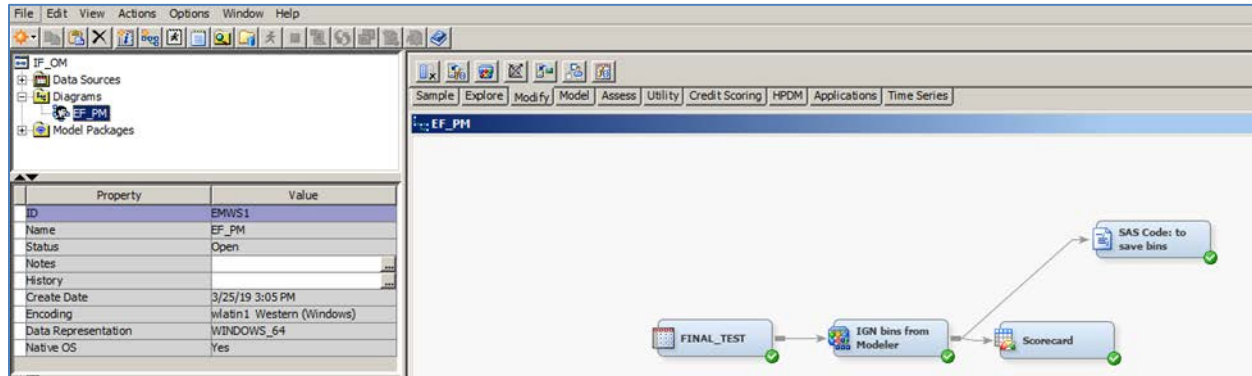 File Edit View Actions Options Window Help
IF_OM
Data Sources
Diagrams
EF_PM
Model Packages
Property Value
ID EMWS1
Name EF_PM
Status Open
Notes ...
History ...
Create Date 3/25/19 3:05 PM
Encoding wlatin1 Western (Windows)
Data Representation WINDOWS_64
Native OS Yes
Sample Explore Modify Model Assess Utility Credit Scoring HPDM Applications Time Series
EF_PM
SAS Code: to
save bins
FINAL_TEST
IGN bins from
Modeler
Scorecard